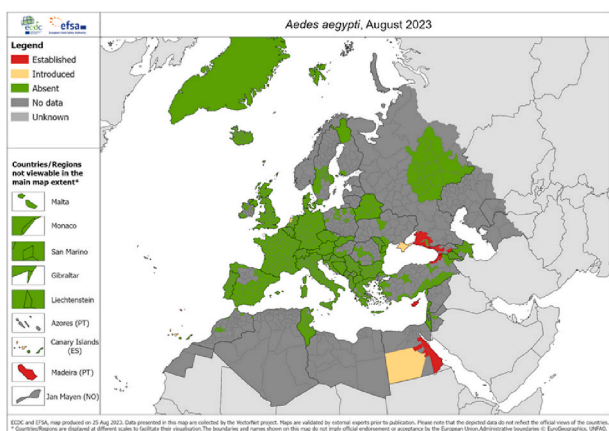 ecdc
efsa
Aedes aegypti, August 2023
Legend
Established
Introduced
Absent
No data
Unknown
Countries/Regions
not viewable in the
main map extent*
Malta
Monaco
San Marino
Gibraltar
Liechtenstein
Azores (PT)
Canary Islands
(ES)
Madeira (PT)
Jan Mayen (NO)
ECDC and EFSA, map produced on 25 Aug 2023. Data presented in this map are collected by the VectorNet project. Maps are validated by external experts prior to publication. Please note that the depicted data do not reflect the official views of the countries.
* Countries/Regions are displayed at different scales to facilitate their visualisation. The boundaries and names shown on this map do not imply official endorsement or acceptance by the European Union. Administrative boundaries © EuroGeographics, UNFAO.